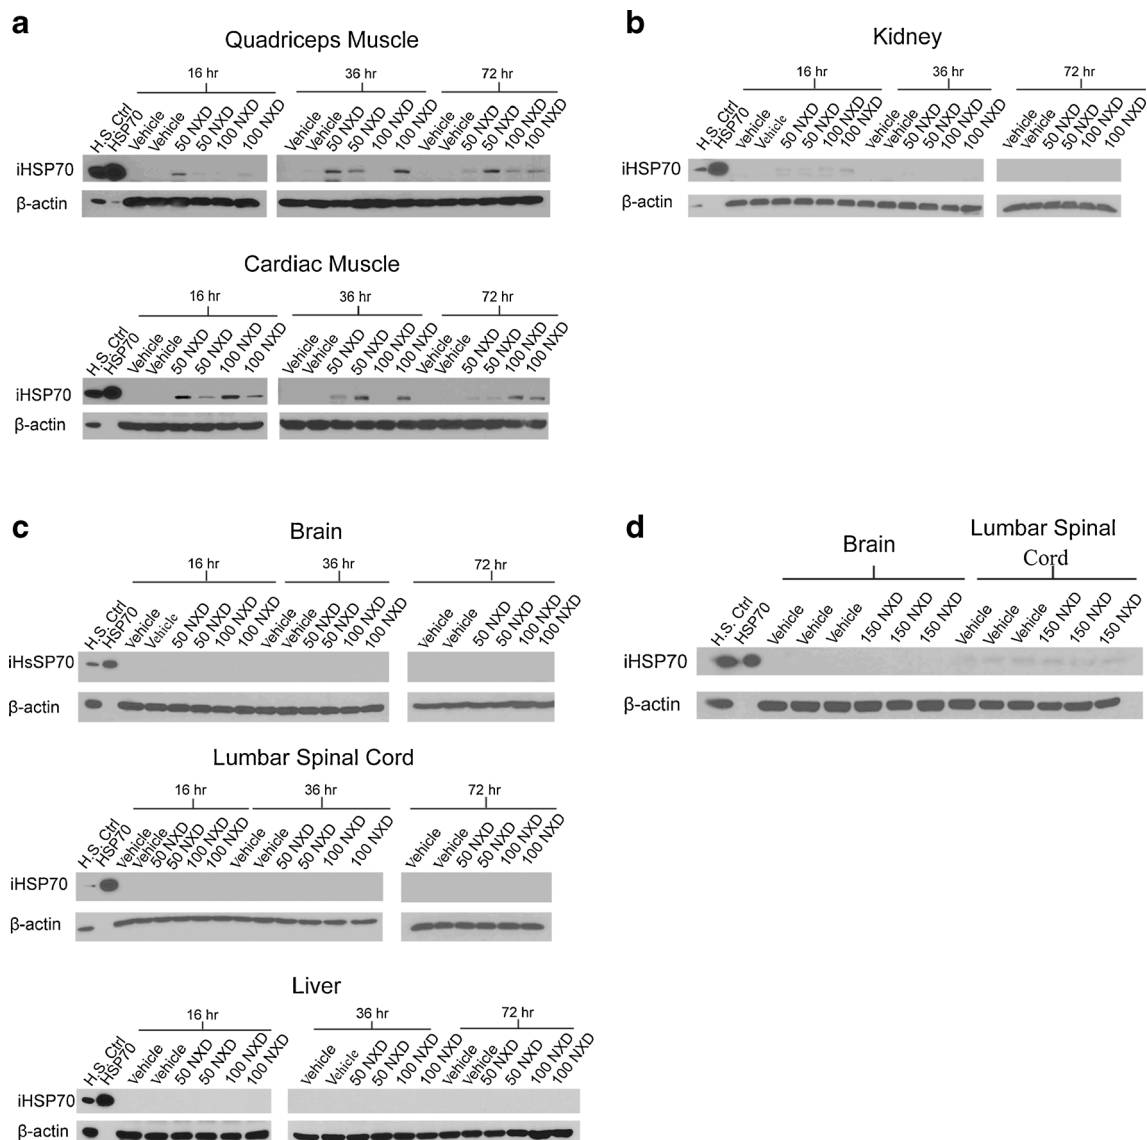 a
Quadriceps Muscle
16 hr 36 hr 72 hr
H.S. Ctrl HSP70 Vehicle Vehicle 50 NXD 50 NXD 100 NXD 100 NXD Vehicle Vehicle 50 NXD 50 NXD 100 NXD 100 NXD Vehicle Vehicle 50 NXD 50 NXD 100 NXD 100 NXD
iHSP70
β-actin
Cardiac Muscle
16 hr 36 hr 72 hr
H.S. Ctrl HSP70 Vehicle Vehicle 50 NXD 50 NXD 100 NXD 100 NXD Vehicle Vehicle 50 NXD 50 NXD 100 NXD 100 NXD Vehicle Vehicle 50 NXD 50 NXD 100 NXD 100 NXD
iHSP70
β-actin
b
Kidney
16 hr 36 hr 72 hr
H.S. Ctrl HSP70 Vehicle Vehicle 50 NXD 50 NXD 100 NXD 100 NXD Vehicle Vehicle 50 NXD 50 NXD 100 NXD 100 NXD Vehicle Vehicle 50 NXD 50 NXD 100 NXD 100 NXD
iHSP70
β-actin
c
Brain
16 hr 36 hr 72 hr
H.S. Ctrl HSP70 Vehicle Vehicle 50 NXD 50 NXD 100 NXD 100 NXD Vehicle Vehicle 50 NXD 50 NXD 100 NXD 100 NXD Vehicle Vehicle 50 NXD 50 NXD 100 NXD 100 NXD
iHsSP70
β-actin
Lumbar Spinal Cord
16 hr 36 hr 72 hr
H.S. Ctrl HSP70 Vehicle Vehicle 50 NXD 50 NXD 100 NXD 100 NXD Vehicle Vehicle 50 NXD 50 NXD 100 NXD 100 NXD Vehicle Vehicle 50 NXD 50 NXD 100 NXD 100 NXD
iHSP70
β-actin
Liver
16 hr 36 hr 72 hr
H.S. Ctrl HSP70 Vehicle Vehicle 50 NXD 50 NXD 100 NXD 100 NXD Vehicle Vehicle 50 NXD 50 NXD 100 NXD 100 NXD Vehicle Vehicle 50 NXD 50 NXD 100 NXD 100 NXD
iHSP70
β-actin
d
Brain
Lumbar Spinal
Cord
H.S. Ctrl HSP70 Vehicle Vehicle Vehicle 150 NXD 150 NXD 150 NXD Vehicle Vehicle Vehicle 150 NXD 150 NXD 150 NXD
iHSP70
β-actin